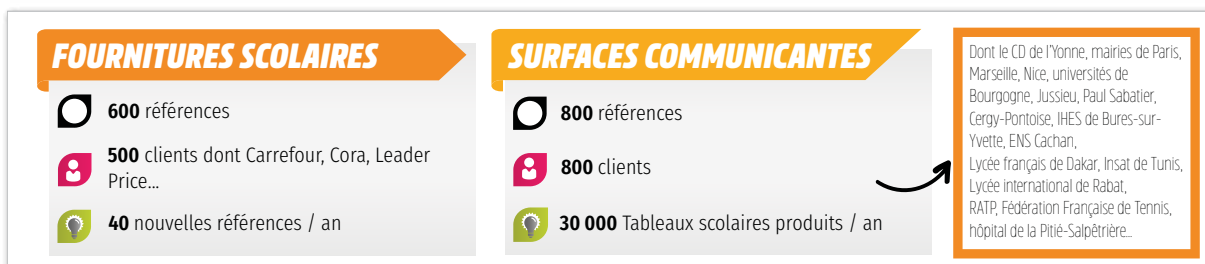 FOURNITURES SCOLAIRES
600 références
500 clients dont Carrefour, Cora, Leader
Price...
40 nouvelles références / an
SURFACES COMMUNICANTES
800 références
800 clients
30 000 Tableaux scolaires produits / an
Dont le CD de l'Yonne, mairies de Paris,
Marseille, Nice, universités de
Bourgogne, Jussieu, Paul Sabatier,
Cergy-Pontoise, IHES de Bures-sur-
Yvette, ENS Cachan,
Lycée français de Dakar, Insat de Tunis,
Lycée international de Rabat,
RATP, Fédération Française de Tennis,
hôpital de la Pitié-Salpêtrière...